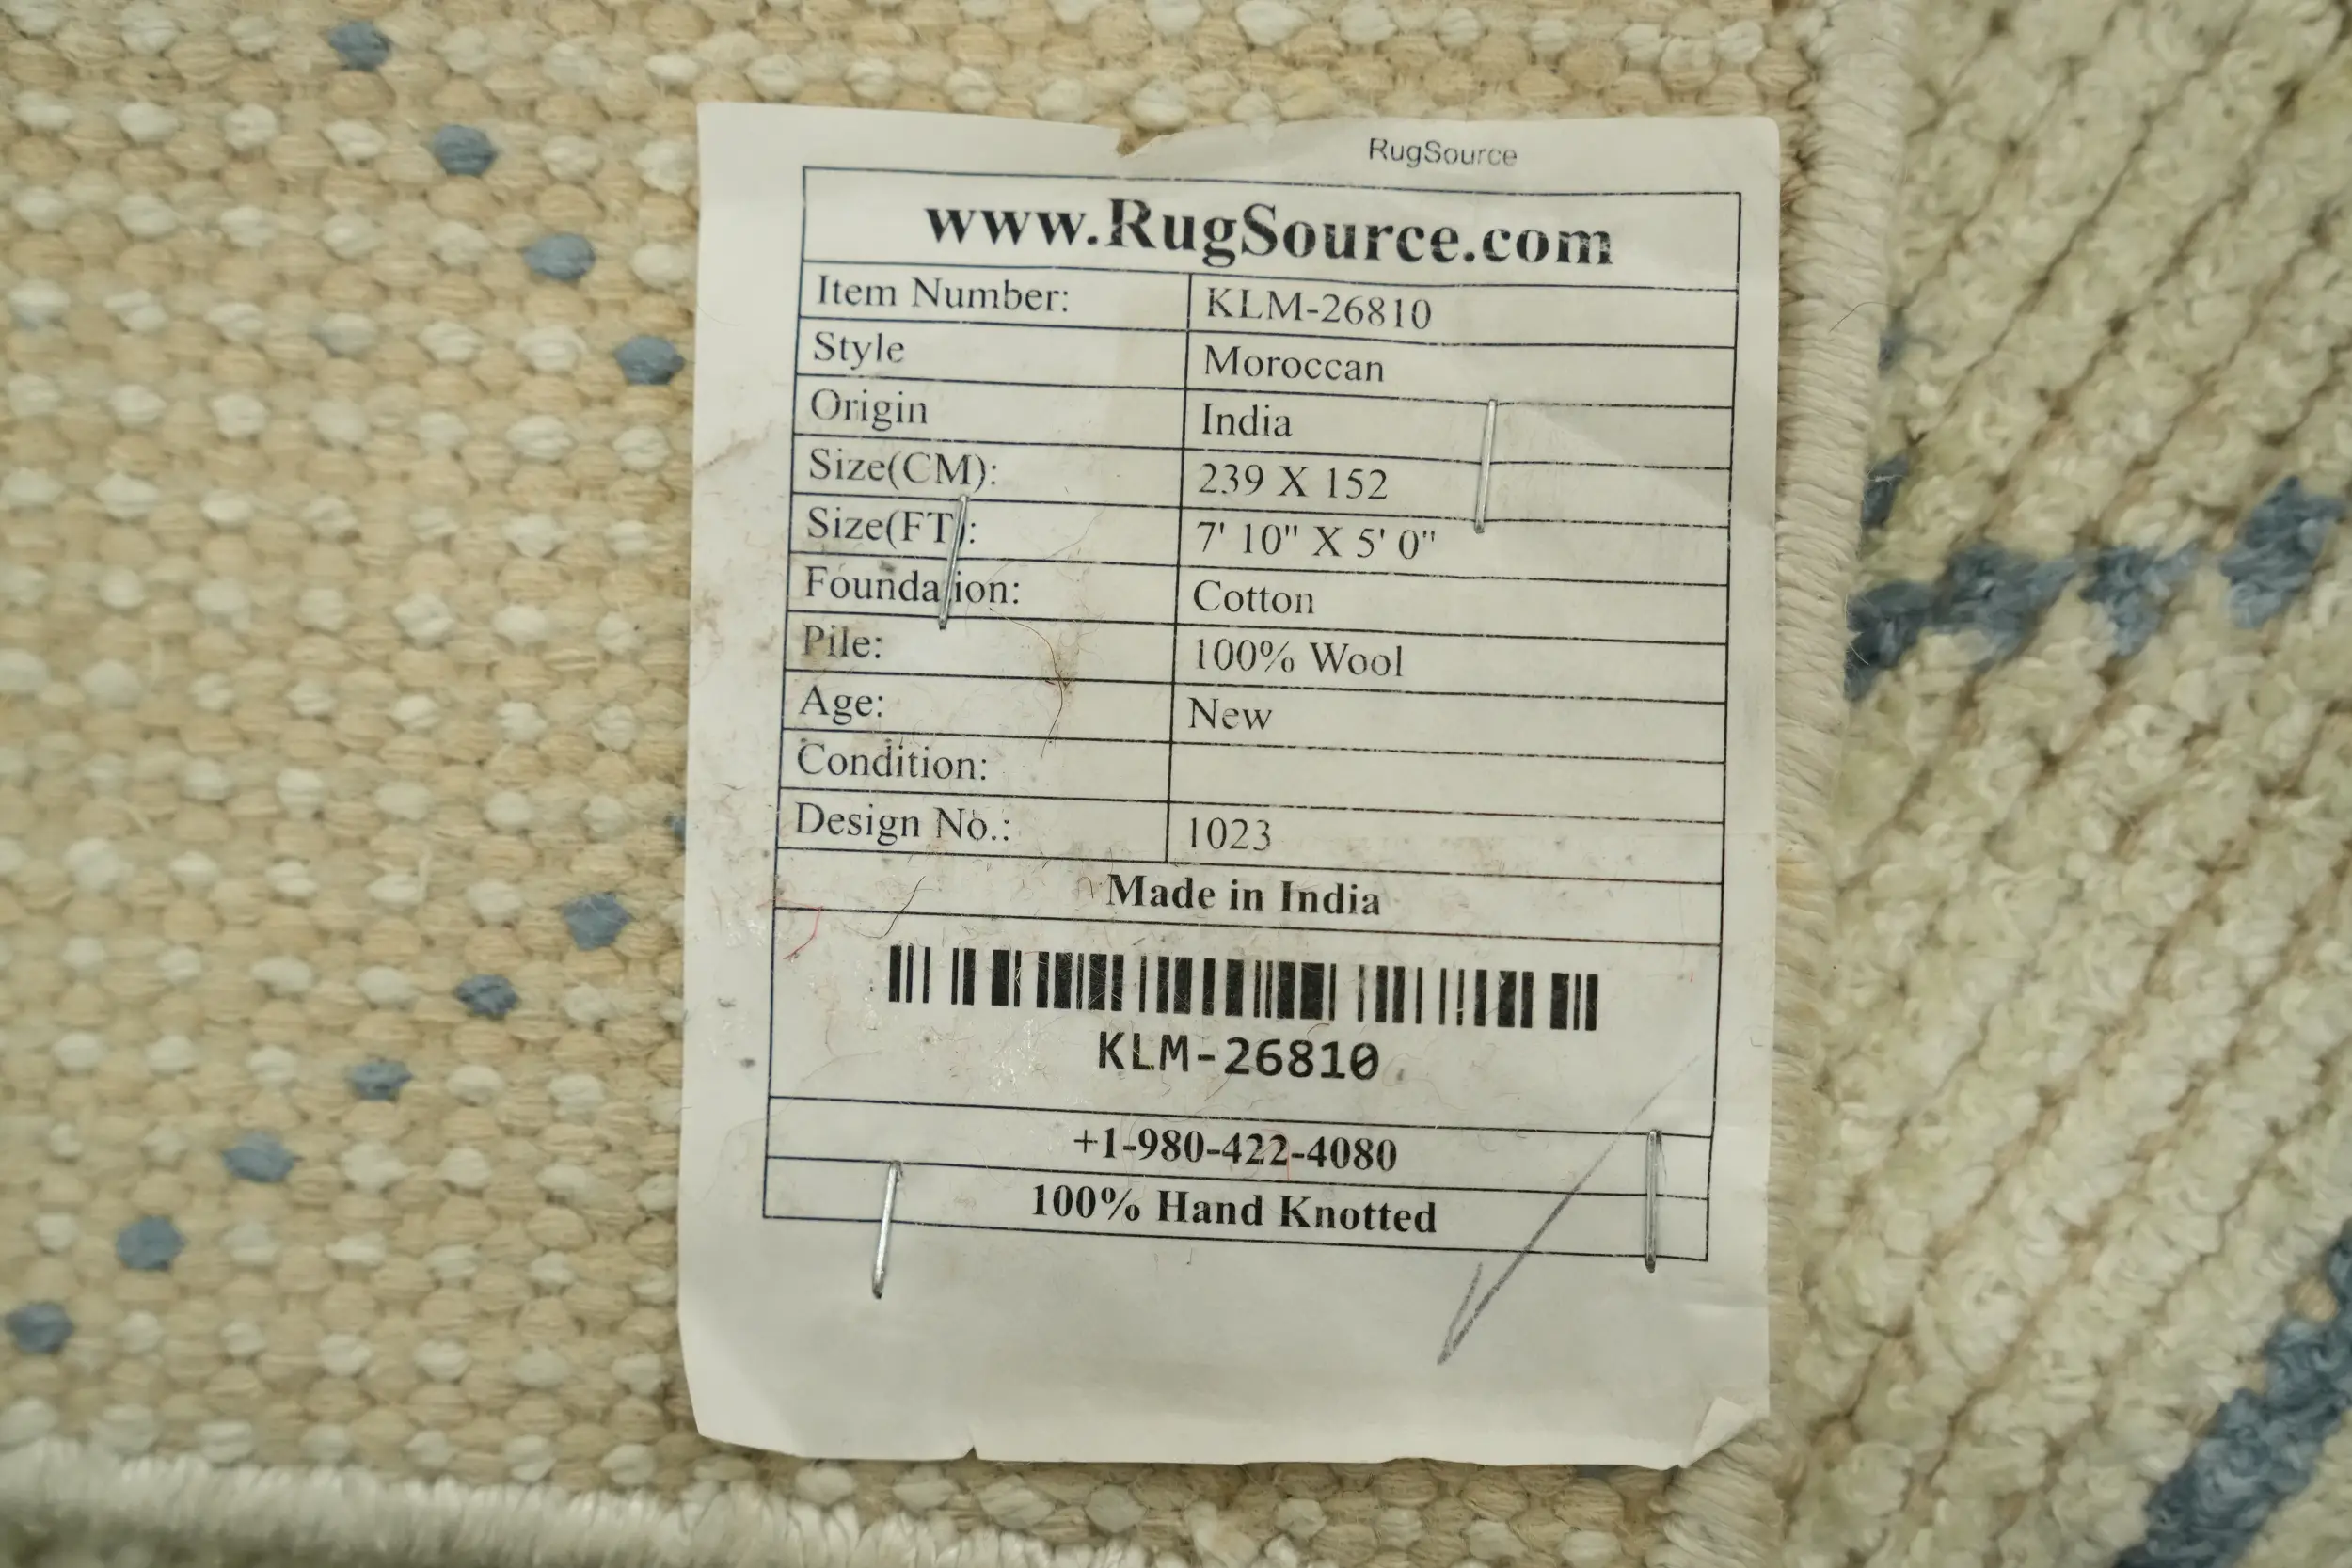 RugSource
www.RugSource.com
Item Number: KLM-26810
Style Moroccan
Origin India
Size(CM): 239 X 152
Size(FT): 7' 10" X 5' 0"
Foundation: Cotton
Pile: 100% Wool
Age: New
Condition:
Design No.: 1023
Made in India
KLM-26810
+1-980-422-4080
100% Hand Knotted